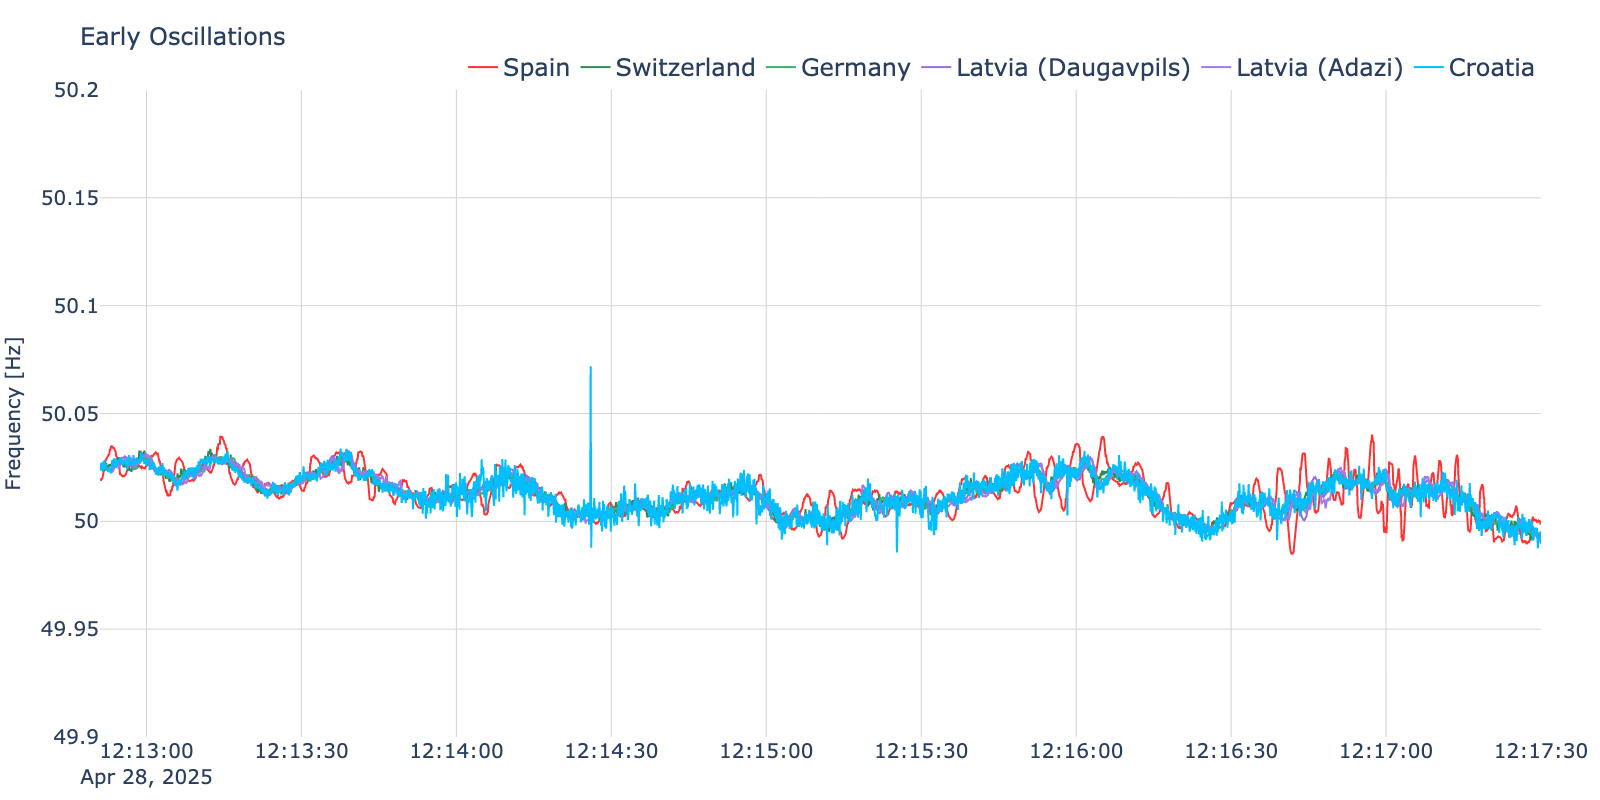 Early Oscillations
Spain Switzerland Germany Latvia (Daugavpils) Latvia (Adazi) Croatia
50.2
50.15
50.1
50.05
50
49.95
49.9
Frequency [Hz]
12:13:00 12:13:30 12:14:00 12:14:30 12:15:00 12:15:30 12:16:00 12:16:30 12:17:00 12:17:30
Apr 28, 2025